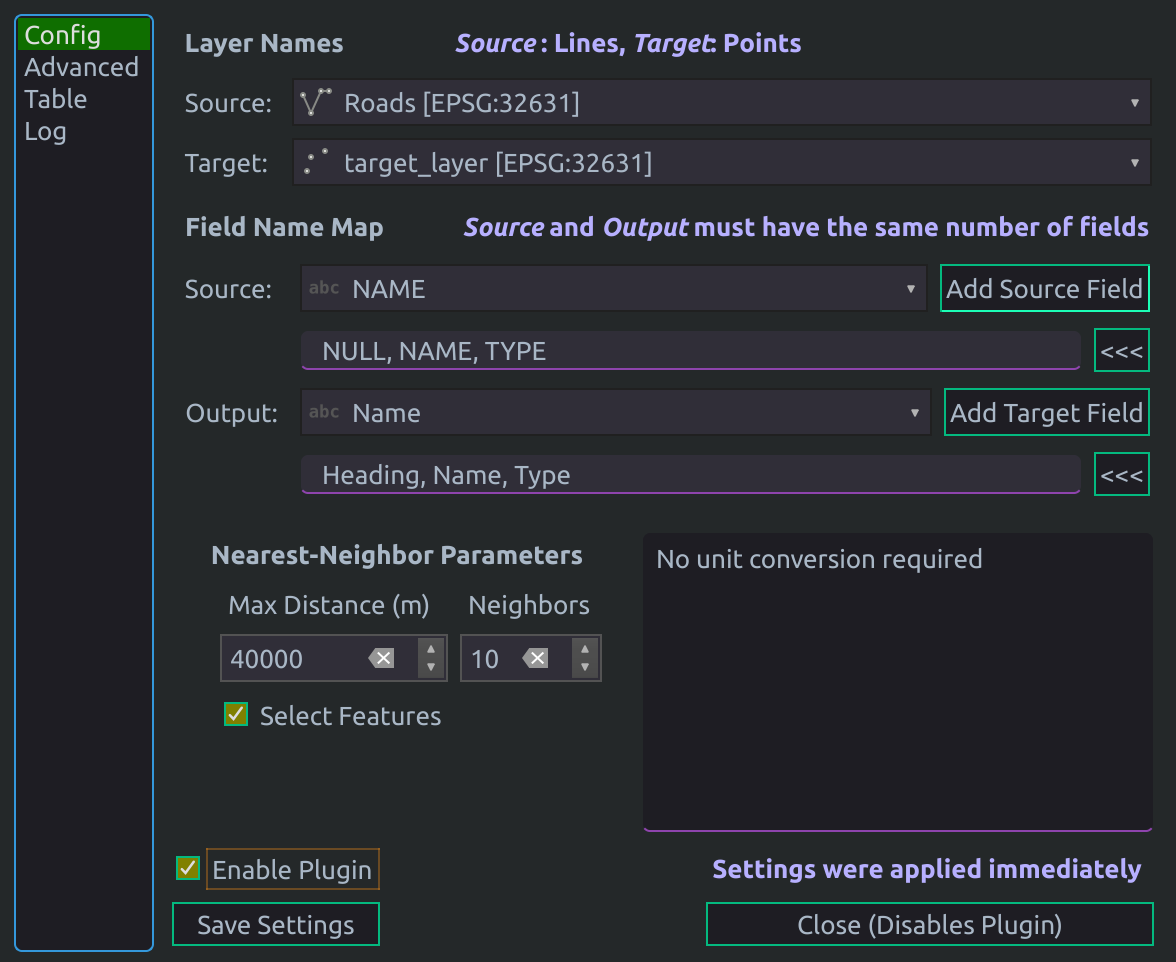 Config
Advanced
Table
Log
Layer Names
Source: Lines, Target: Points
Source: Roads [EPSG:32631]
Target: target_layer [EPSG:32631]
Field Name Map
Source and Output must have the same number of fields
Source: abc NAME Add Source Field
NULL, NAME, TYPE <<<
Output: abc Name Add Target Field
Heading, Name, Type <<<
Nearest-Neighbor Parameters
Max Distance (m) Neighbors
40000 10
Select Features
No unit conversion required
Enable Plugin
Settings were applied immediately
Save Settings
Close (Disables Plugin)